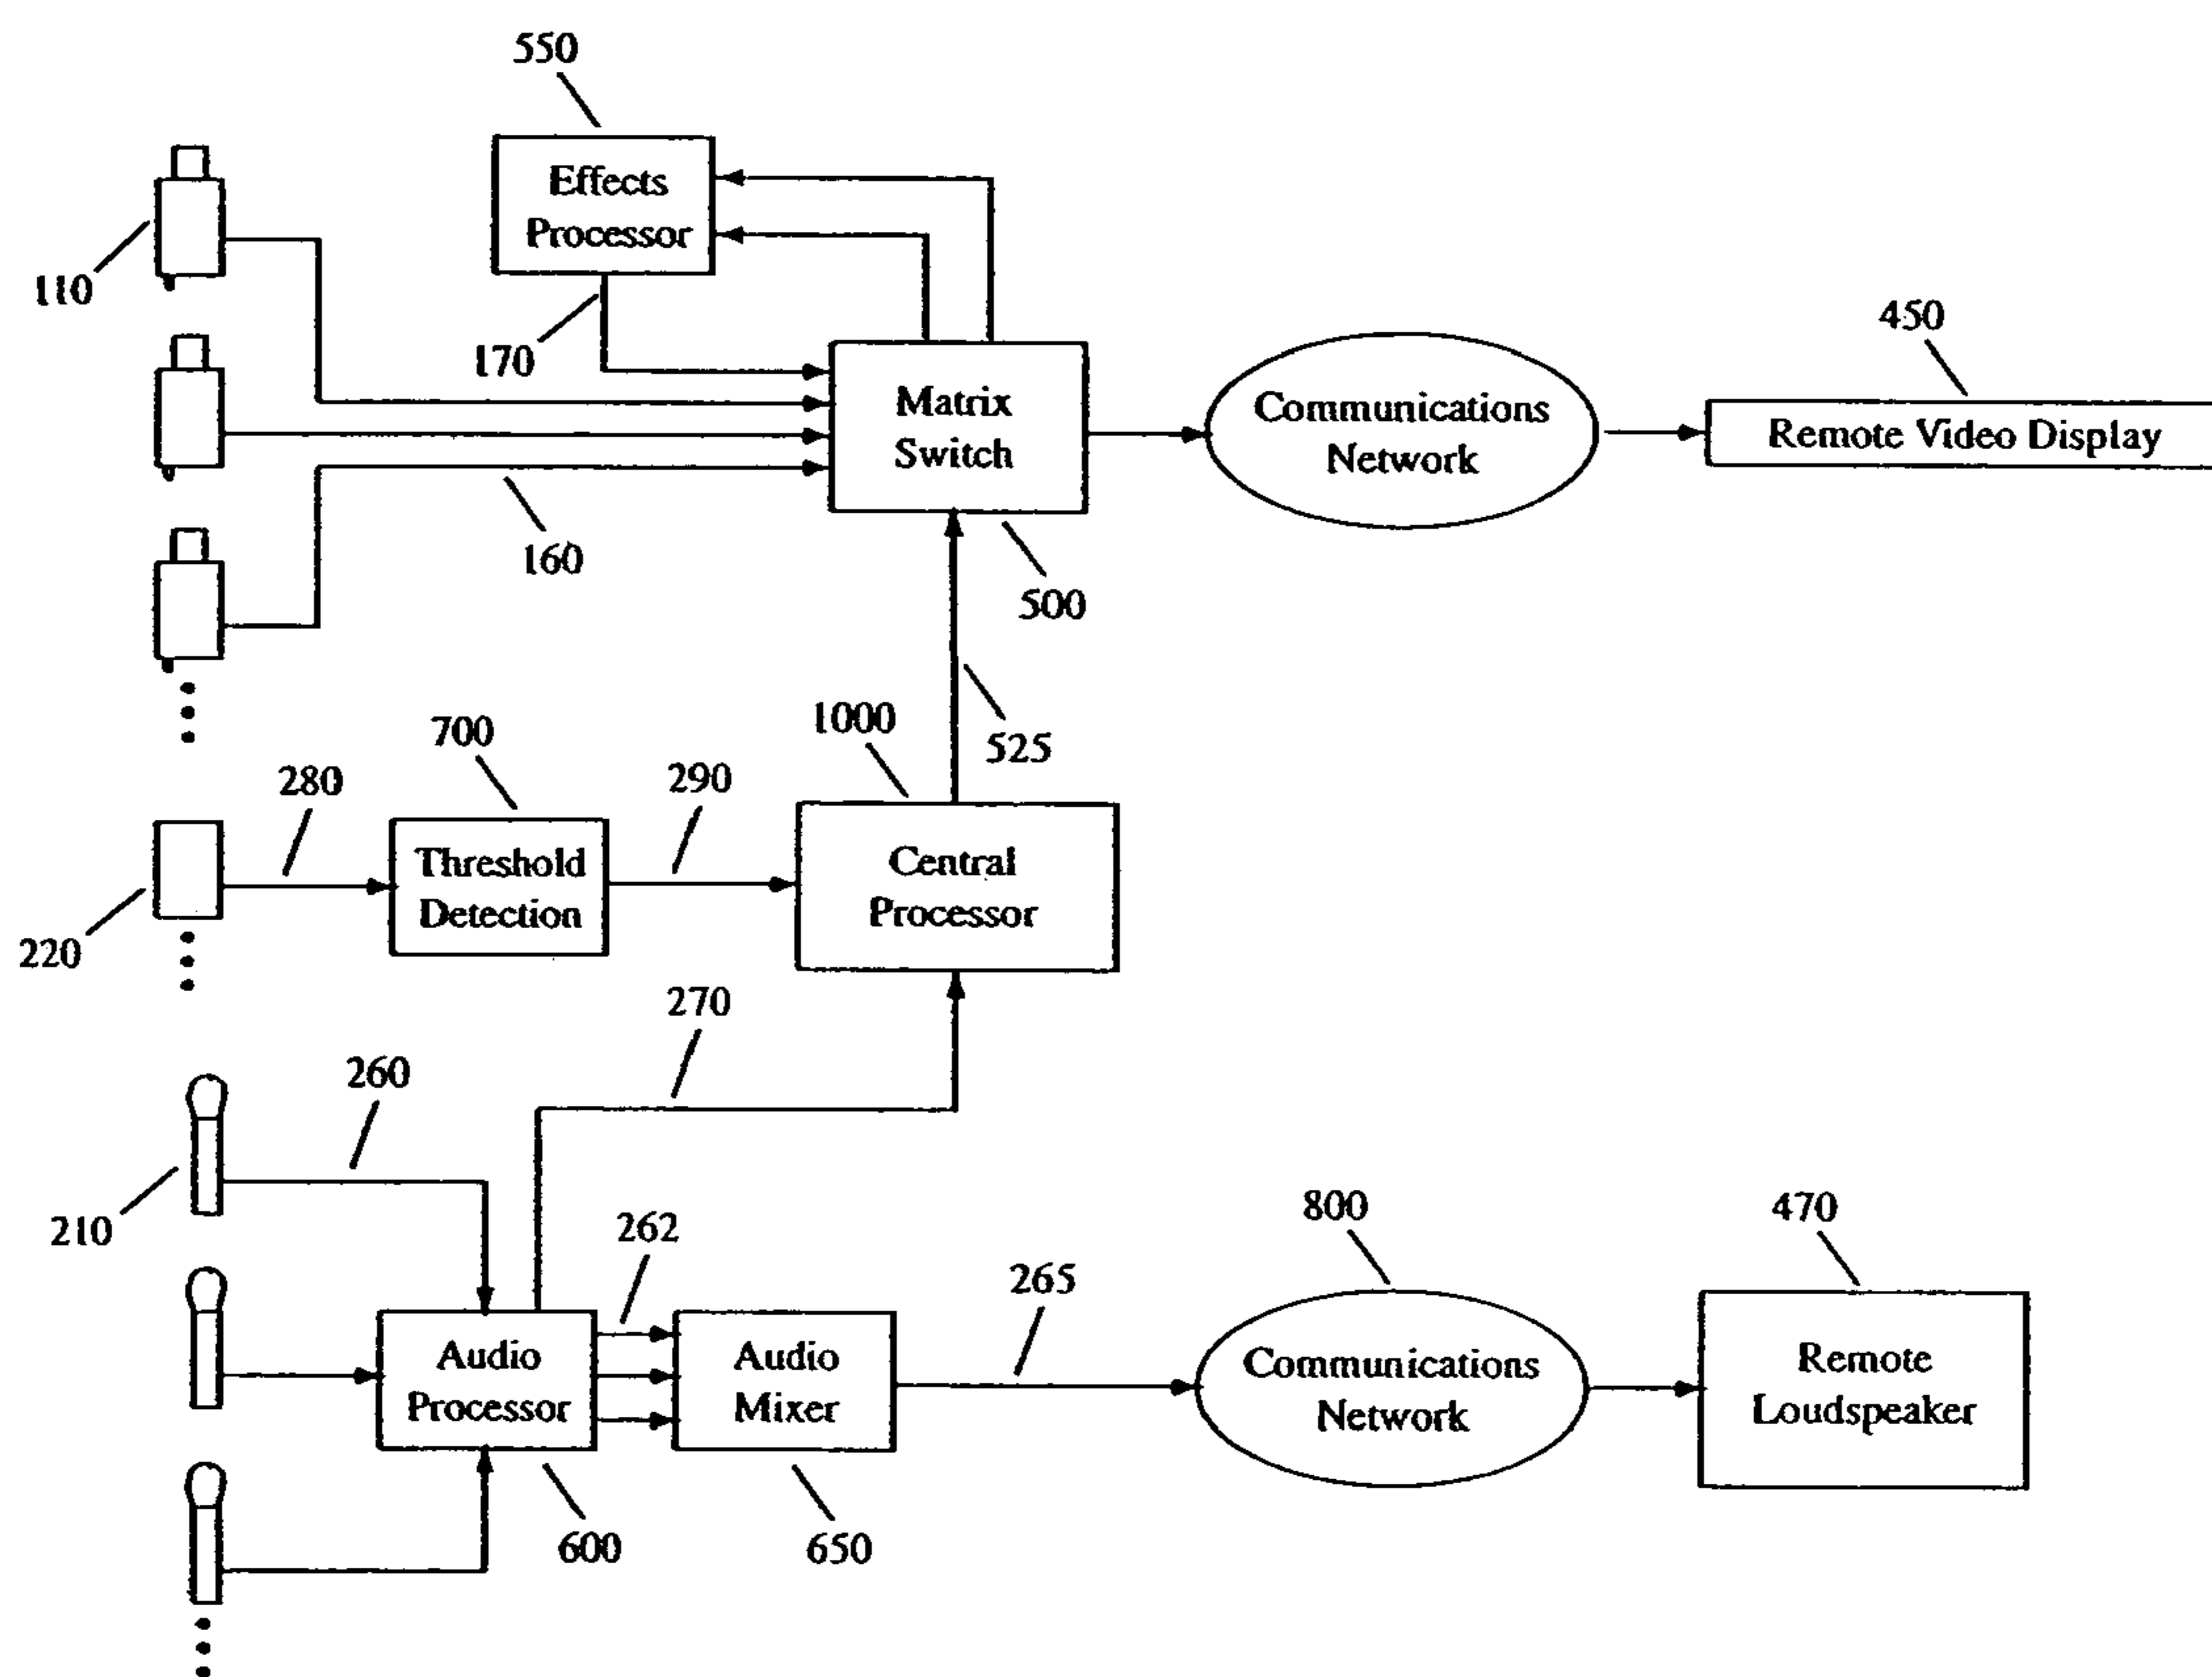 550
Effects
Processor
110
170
450
Matrix
Switch
Communications
Network
Remote Video Display
160
500
700
1000
525
280
290
Threshold
Detection
Central
Processor
220
270
260
210
262
800
470
265
Audio
Processor
Audio
Mixer
Communications
Network
Remote
Loudspeaker
600
650